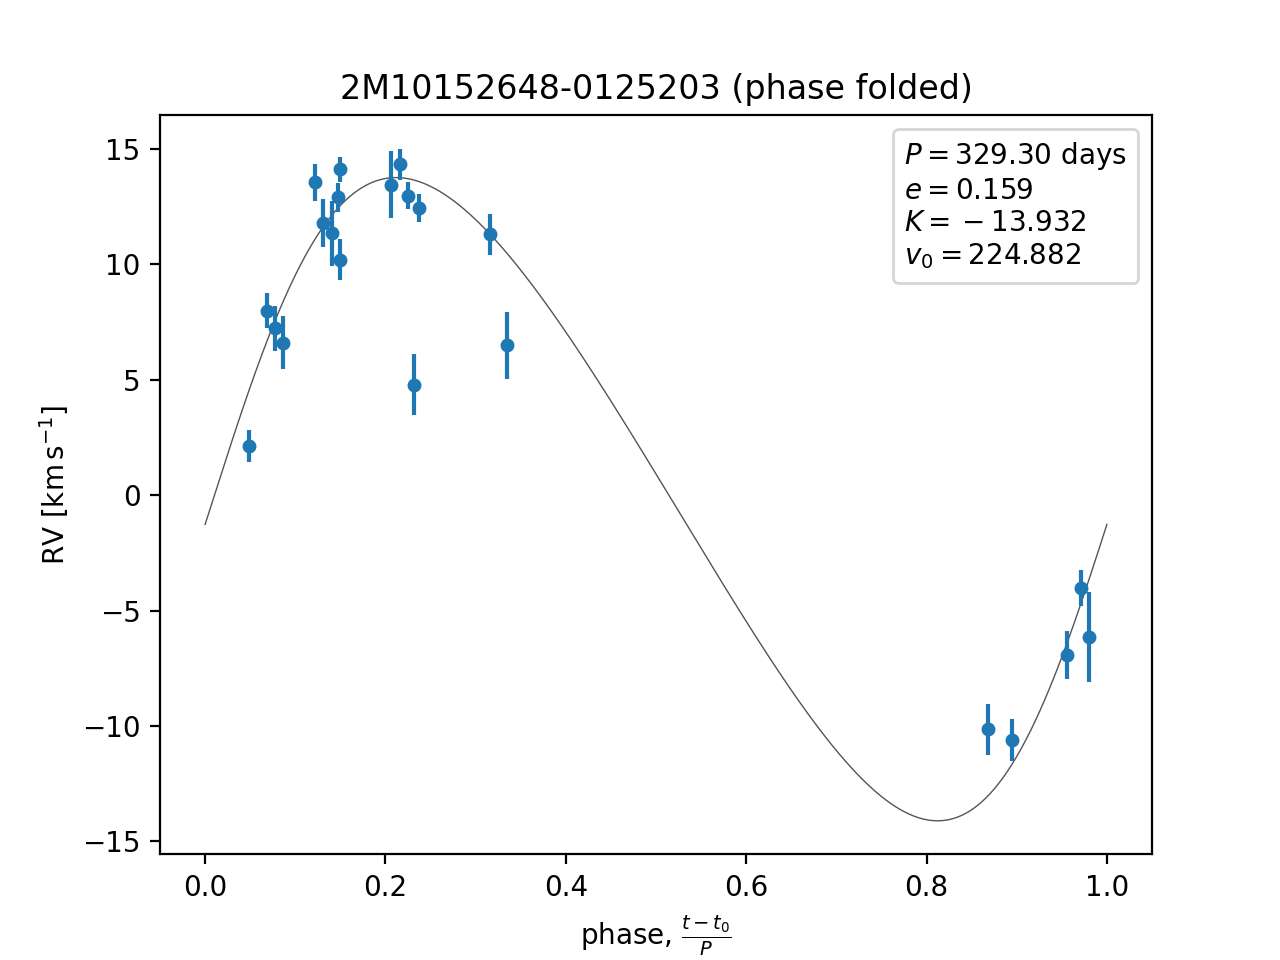 2M10152648-0125203 (phase folded)
P = 329.30 days
e = 0.159
K = −13.932
v₀ = 224.882
15
10
5
0
−5
−10
−15
RV [km s⁻¹]
0.0 0.2 0.4 0.6 0.8 1.0
phase, (t − t₀)/P